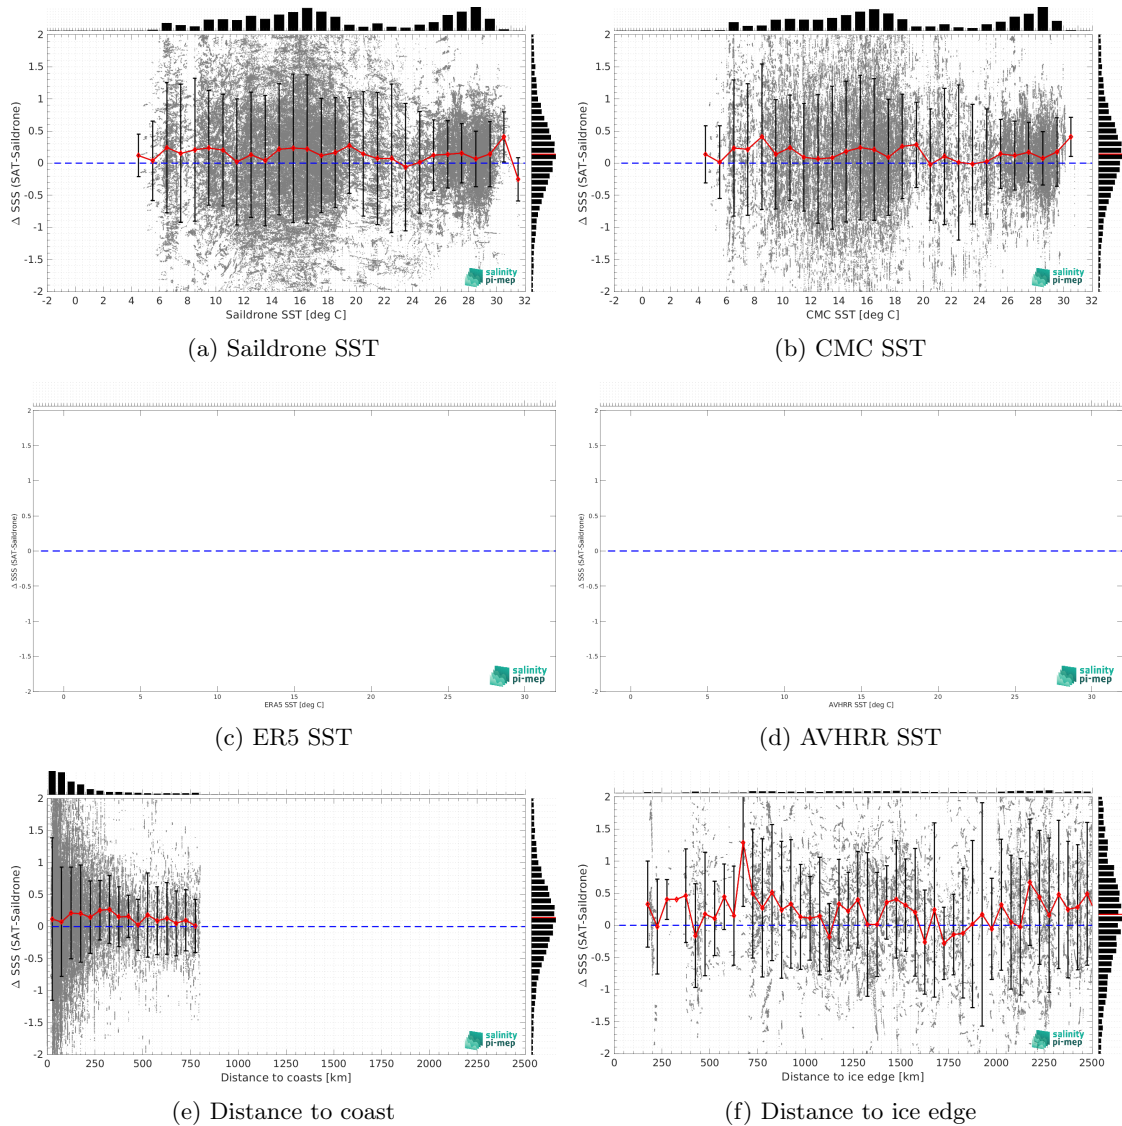 2
1.5
1
0.5
0
-0.5
-1
-1.5
-2
Δ SSS (SAT-Saildrone)
-2 0 2 4 6 8 10 12 14 16 18 20 22 24 26 28 30 32
Saildrone SST [deg C]
salinity
pi-mep
(a) Saildrone SST
2
1.5
1
0.5
0
-0.5
-1
-1.5
-2
Δ SSS (SAT-Saildrone)
-2 0 2 4 6 8 10 12 14 16 18 20 22 24 26 28 30 32
CMC SST [deg C]
salinity
pi-mep
(b) CMC SST
2
1.5
1
0.5
0
-0.5
-1
-1.5
-2
Δ SSS (SAT-Saildrone)
0 5 10 15 20 25 30
ERA5 SST [deg C]
salinity
pi-mep
(c) ER5 SST
2
1.5
1
0.5
0
-0.5
-1
-1.5
-2
Δ SSS (SAT-Saildrone)
0 5 10 15 20 25 30
AVHRR SST [deg C]
salinity
pi-mep
(d) AVHRR SST
2
1.5
1
0.5
0
-0.5
-1
-1.5
-2
Δ SSS (SAT-Saildrone)
0 250 500 750 1000 1250 1500 1750 2000 2250 2500
Distance to coasts [km]
salinity
pi-mep
(e) Distance to coast
2
1.5
1
0.5
0
-0.5
-1
-1.5
-2
Δ SSS (SAT-Saildrone)
0 250 500 750 1000 1250 1500 1750 2000 2250 2500
Distance to ice edge [km]
salinity
pi-mep
(f) Distance to ice edge